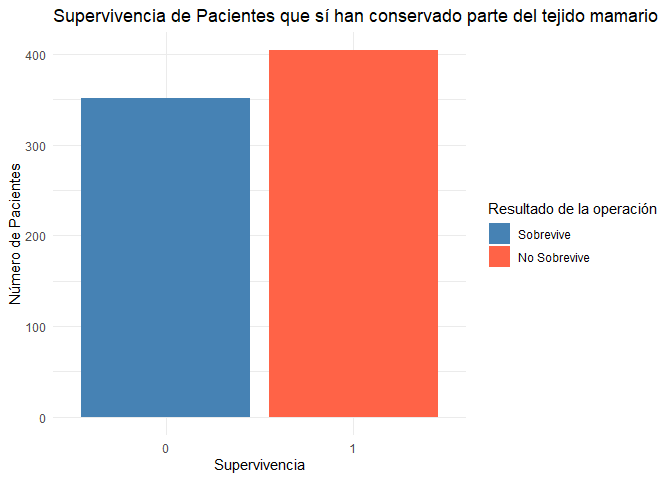 Supervivencia de Pacientes que sí han conservado parte del tejido mamario
Número de Pacientes
400
300
200
100
0
0
1
Supervivencia
Resultado de la operación
Sobrevive
No Sobrevive